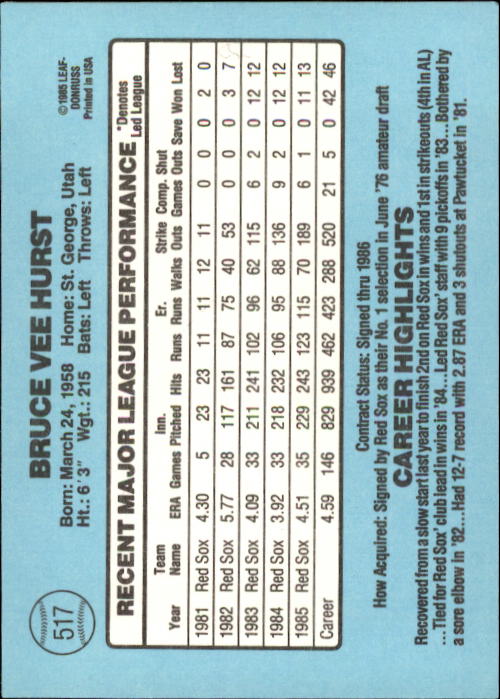 517
BRUCE VEE HURST
©1985 LEAF-
DONRUSS
Printed in USA
Born: March 24, 1958 Home: St. George, Utah
Ht.: 6'3" Wgt.: 215 Bats: Left Throws: Left
RECENT MAJOR LEAGUE PERFORMANCE *Denotes Led League
Team Inn. Er. Strike Comp. Shut
Year Name ERA Games Pitched Hits Runs Runs Walks Outs Games Outs Save Won Lost
1981 Red Sox 4.30 5 23 23 11 11 12 11 0 0 0 2 0
1982 Red Sox 5.77 28 117 161 87 75 40 53 0 0 0 3 7
1983 Red Sox 4.09 33 211 241 102 96 62 115 6 2 0 12 12
1984 Red Sox 3.92 33 218 232 106 95 88 136 9 2 0 12 12
1985 Red Sox 4.51 35 229 243 123 115 70 189 6 1 0 11 13
Career 4.59 146 829 939 462 423 288 520 21 5 0 42 46
Contract Status: Signed thru 1986
How Acquired: Signed by Red Sox as their No. 1 selection in June '76 amateur draft
CAREER HIGHLIGHTS
Recovered from a slow start last year to finish 2nd on Red Sox in wins and 1st in strikeouts (4th in AL)
...Tied for Red Sox' club lead in wins in '84...Led Red Sox' staff with 9 pickoffs in '83...Bothered by
a sore elbow in '82...Had 12-7 record with 2.87 ERA and 3 shutouts at Pawtucket in '81.